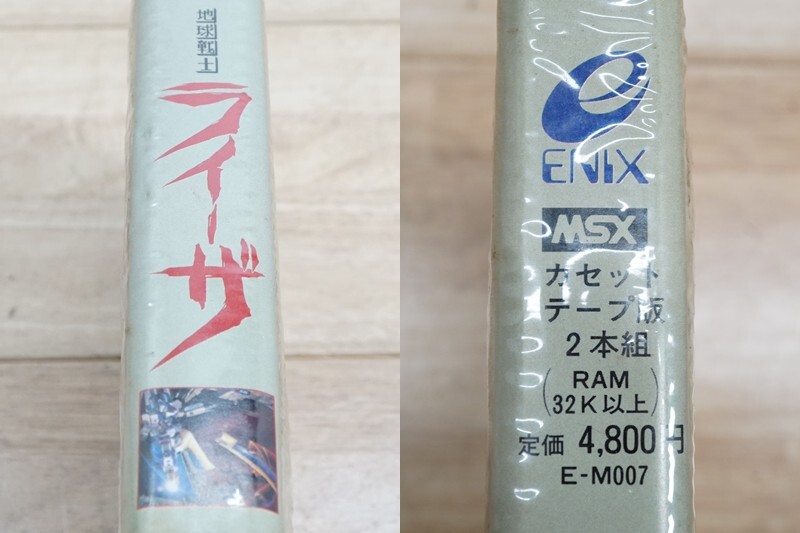 地球戦士
ライーザ
ENIX
MSX
カセット
テープ版
2本組
(RAM
32K以上)
定価 4,800円
E-M007